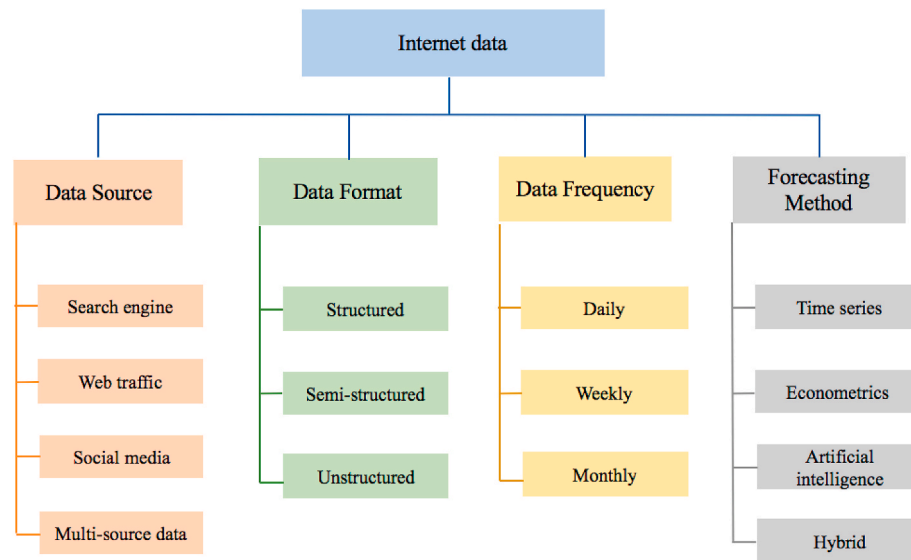 Internet data
Data Source
Data Format
Data Frequency
Forecasting
Method
Search engine
Web traffic
Social media
Multi-source data
Structured
Semi-structured
Unstructured
Daily
Weekly
Monthly
Time series
Econometrics
Artificial
intelligence
Hybrid